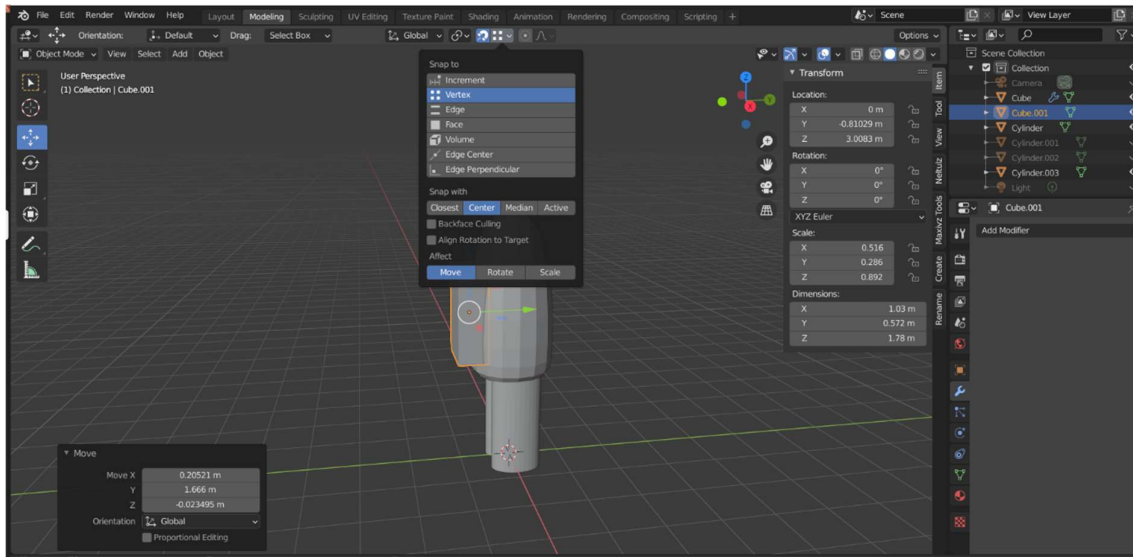 File Edit Render Window Help Layout Modeling Sculpting UV Editing Texture Paint Shading Animation Rendering Compositing Scripting + Scene View Layer
Orientation: Default Drag: Select Box Global Options
Object Mode View Select Add Object
User Perspective
(1) Collection | Cube.001
Snap to
Increment
Vertex
Edge
Face
Volume
Edge Center
Edge Perpendicular
Snap with
Closest Center Median Active
Backface Culling
Align Rotation to Target
Affect
Move Rotate Scale
Z
Y
X
Transform
Location:
X 0 m
Y -0.81029 m
Z 3.0083 m
Rotation:
X 0°
Y 0°
Z 0°
XYZ Euler
Scale:
X 0.516
Y 0.286
Z 0.892
Dimensions:
X 1.03 m
Y 0.572 m
Z 1.78 m
Item
Tool
View
Neltulz
Maxivz Tools
Create
Rename
Scene Collection
Collection
Camera
Cube
Cube.001
Cylinder
Cylinder.001
Cylinder.002
Cylinder.003
Light
Cube.001
Add Modifier
Move
Move X 0.20521 m
Y 1.666 m
Z -0.023495 m
Orientation Global
Proportional Editing